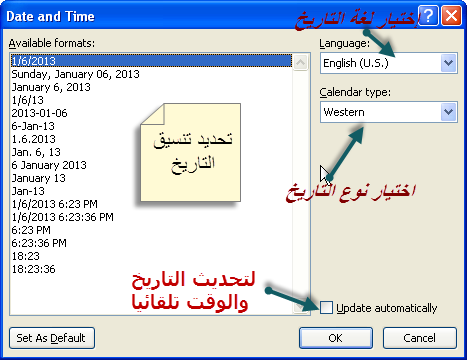 Date and Time
اختيار لغة التاريخ
Available formats:
Language:
1/6/2013
Sunday, January 06, 2013
January 6, 2013
1/6/13
2013-01-06
6-Jan-13
1.6.2013
Jan. 6, 13
6 January 2013
January 13
Jan-13
1/6/2013 6:23 PM
1/6/2013 6:23:36 PM
6:23 PM
6:23:36 PM
18:23
18:23:36
تحديد تنسيق
التاريخ
English (U.S.)
Calendar type:
Western
اختيار نوع التاريخ
لتحديث التاريخ
والوقت تلقائيا
Update automatically
Set As Default
OK
Cancel